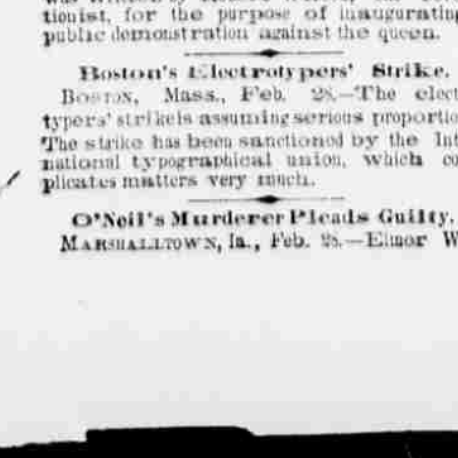 tionist, for the purpose of inaugurating
public demonstration against the queen.
Boston's Electrotypers' Strike.
BOSTON, Mass., Feb. 28.—The elect
typers' strike is assuming serious proportio
The strike has been sanctioned by the Int
national typographical union, which co
plicates matters very much.
O'Neil's Murderer Pleads Guilty.
MARSHALLTOWN, Ia., Feb. 28.—Elmor W